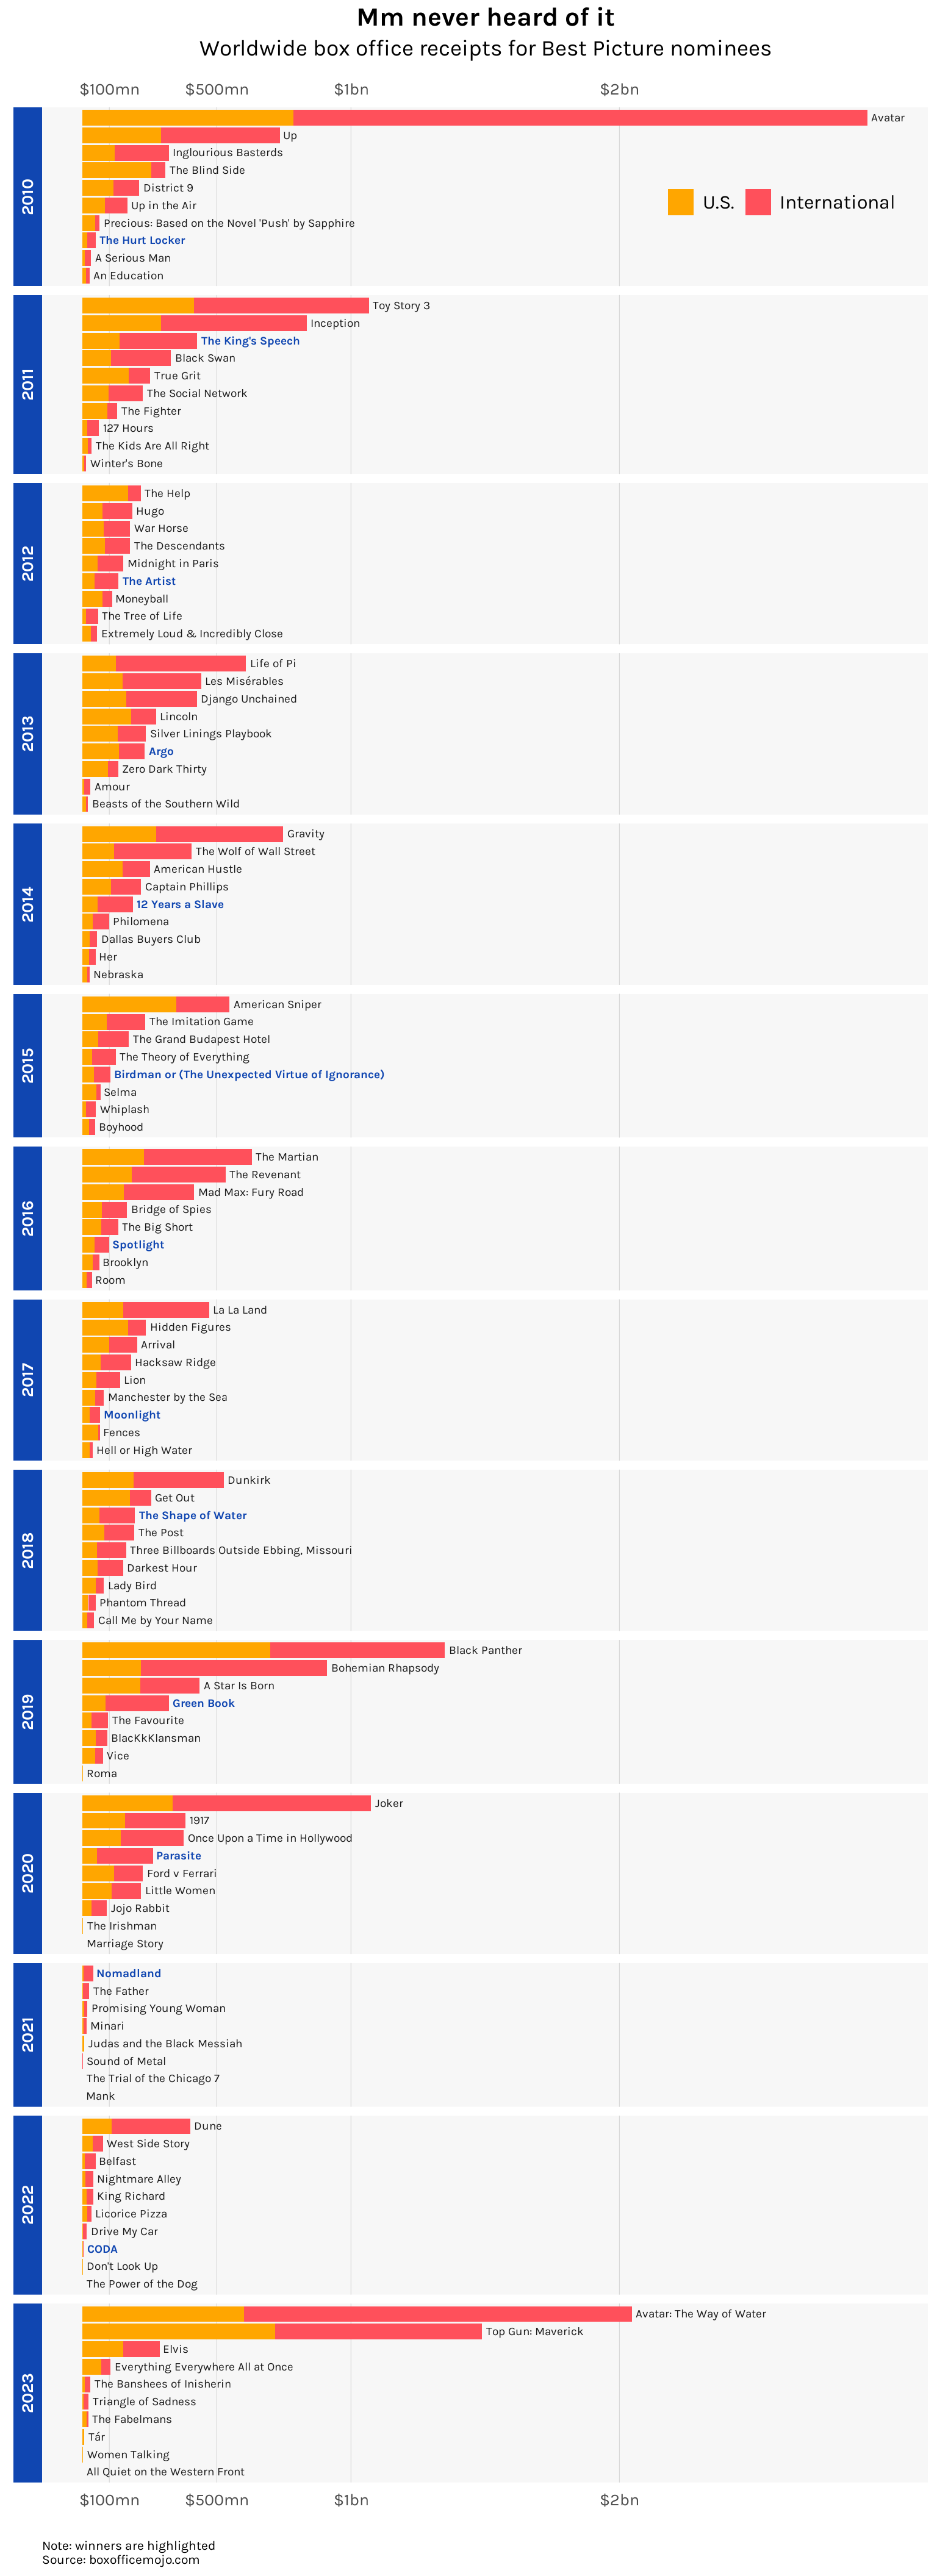 Mm never heard of it
Worldwide box office receipts for Best Picture nominees
$100mn $500mn $1bn $2bn
2010
Avatar
Up
Inglourious Basterds
The Blind Side
District 9
Up in the Air
Precious: Based on the Novel 'Push' by Sapphire
The Hurt Locker
A Serious Man
An Education
U.S. International
2011
Toy Story 3
Inception
The King's Speech
Black Swan
True Grit
The Social Network
The Fighter
127 Hours
The Kids Are All Right
Winter's Bone
2012
The Help
Hugo
War Horse
The Descendants
Midnight in Paris
The Artist
Moneyball
The Tree of Life
Extremely Loud & Incredibly Close
2013
Life of Pi
Les Misérables
Django Unchained
Lincoln
Silver Linings Playbook
Argo
Zero Dark Thirty
Amour
Beasts of the Southern Wild
2014
Gravity
The Wolf of Wall Street
American Hustle
Captain Phillips
12 Years a Slave
Philomena
Dallas Buyers Club
Her
Nebraska
2015
American Sniper
The Imitation Game
The Grand Budapest Hotel
The Theory of Everything
Birdman or (The Unexpected Virtue of Ignorance)
Selma
Whiplash
Boyhood
2016
The Martian
The Revenant
Mad Max: Fury Road
Bridge of Spies
The Big Short
Spotlight
Brooklyn
Room
2017
La La Land
Hidden Figures
Arrival
Hacksaw Ridge
Lion
Manchester by the Sea
Moonlight
Fences
Hell or High Water
2018
Dunkirk
Get Out
The Shape of Water
The Post
Three Billboards Outside Ebbing, Missouri
Darkest Hour
Lady Bird
Phantom Thread
Call Me by Your Name
2019
Black Panther
Bohemian Rhapsody
A Star Is Born
Green Book
The Favourite
BlacKkKlansman
Vice
Roma
2020
Joker
1917
Once Upon a Time in Hollywood
Parasite
Ford v Ferrari
Little Women
Jojo Rabbit
The Irishman
Marriage Story
2021
Nomadland
The Father
Promising Young Woman
Minari
Judas and the Black Messiah
Sound of Metal
The Trial of the Chicago 7
Mank
2022
Dune
West Side Story
Belfast
Nightmare Alley
King Richard
Licorice Pizza
Drive My Car
CODA
Don't Look Up
The Power of the Dog
2023
Avatar: The Way of Water
Top Gun: Maverick
Elvis
Everything Everywhere All at Once
The Banshees of Inisherin
Triangle of Sadness
The Fabelmans
Tár
Women Talking
All Quiet on the Western Front
$100mn $500mn $1bn $2bn
Note: winners are highlighted
Source: boxofficemojo.com